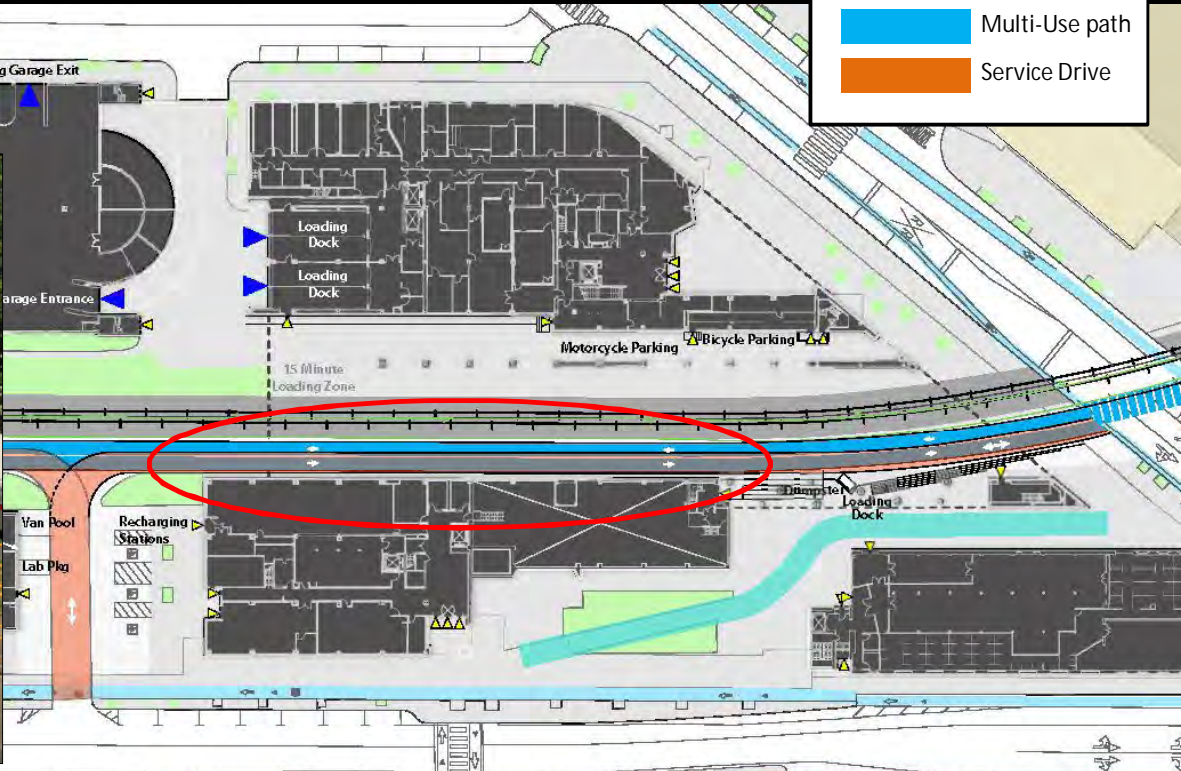 Multi-Use path
Service Drive
g Garage Exit
Loading
Dock
Loading
Dock
arage Entrance
Motorcycle Parking
Bicycle Parking
15 Minute
Loading Zone
Dumpster
Loading
Dock
Van Pool
Recharging
Stations
Lab Pkg